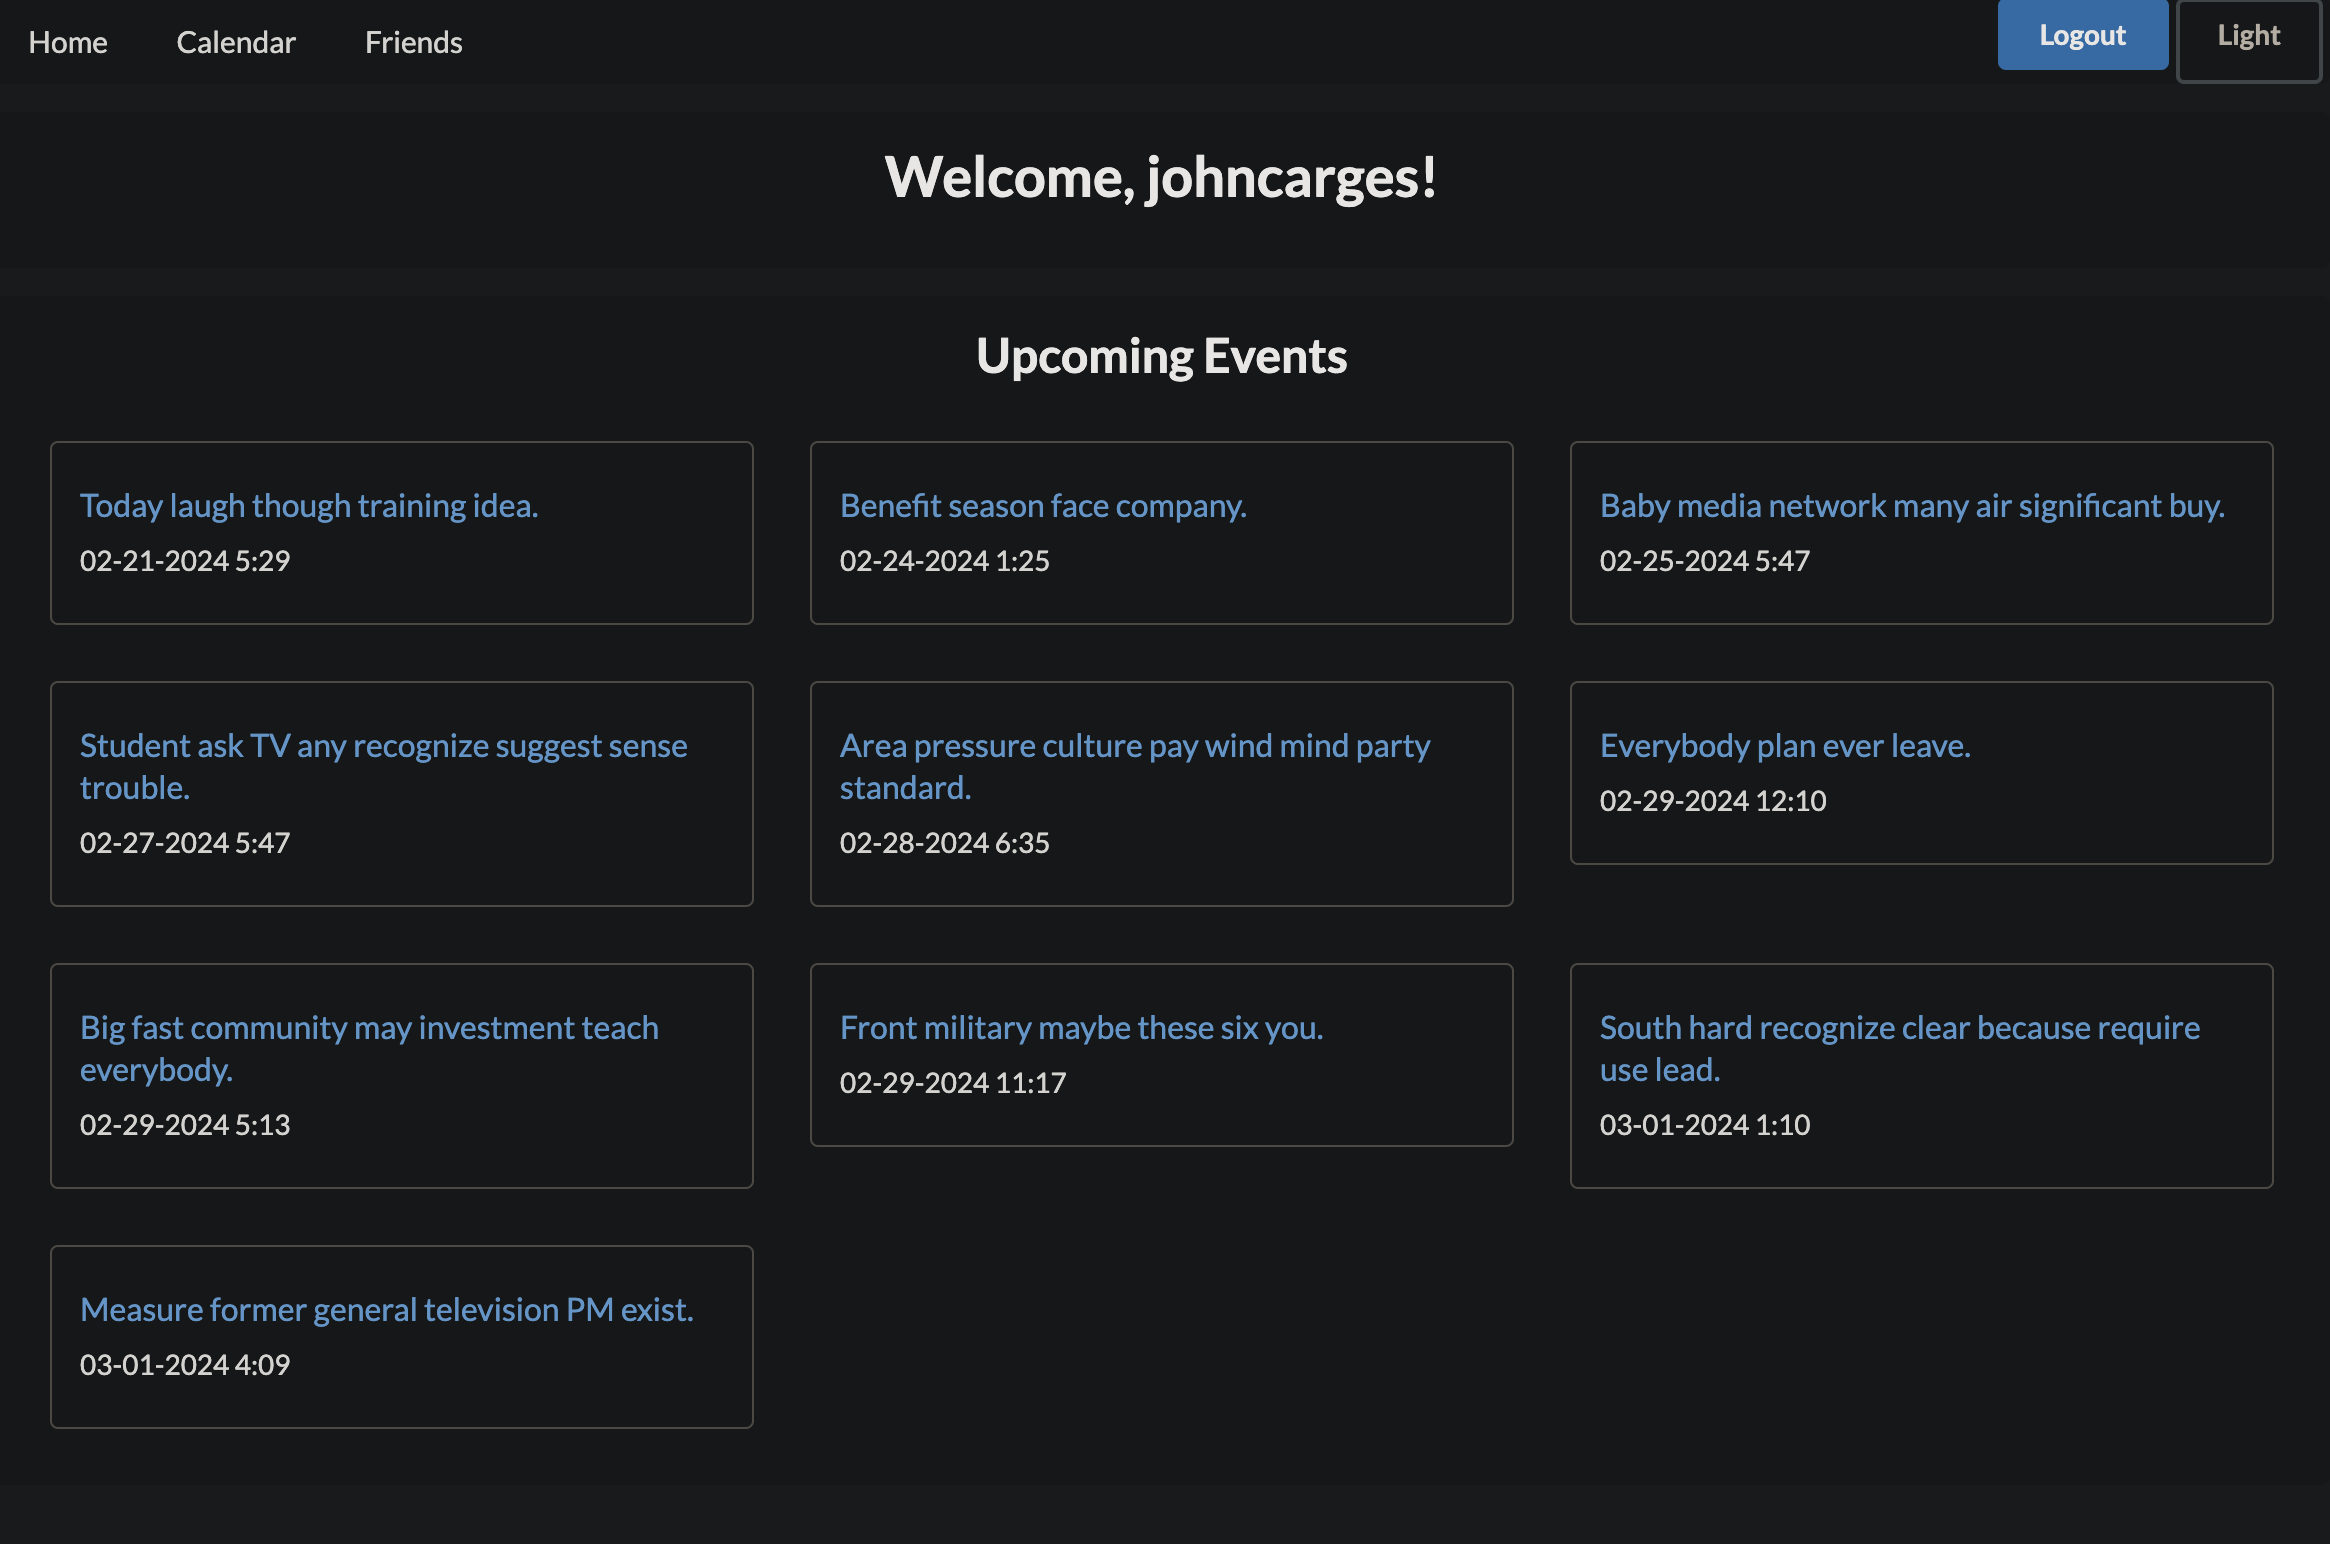 Home Calendar Friends Logout Light
Welcome, johncarges!
Upcoming Events
Today laugh though training idea.
02-21-2024 5:29
Benefit season face company.
02-24-2024 1:25
Baby media network many air significant buy.
02-25-2024 5:47
Student ask TV any recognize suggest sense
trouble.
02-27-2024 5:47
Area pressure culture pay wind mind party
standard.
02-28-2024 6:35
Everybody plan ever leave.
02-29-2024 12:10
Big fast community may investment teach
everybody.
02-29-2024 5:13
Front military maybe these six you.
02-29-2024 11:17
South hard recognize clear because require
use lead.
03-01-2024 1:10
Measure former general television PM exist.
03-01-2024 4:09